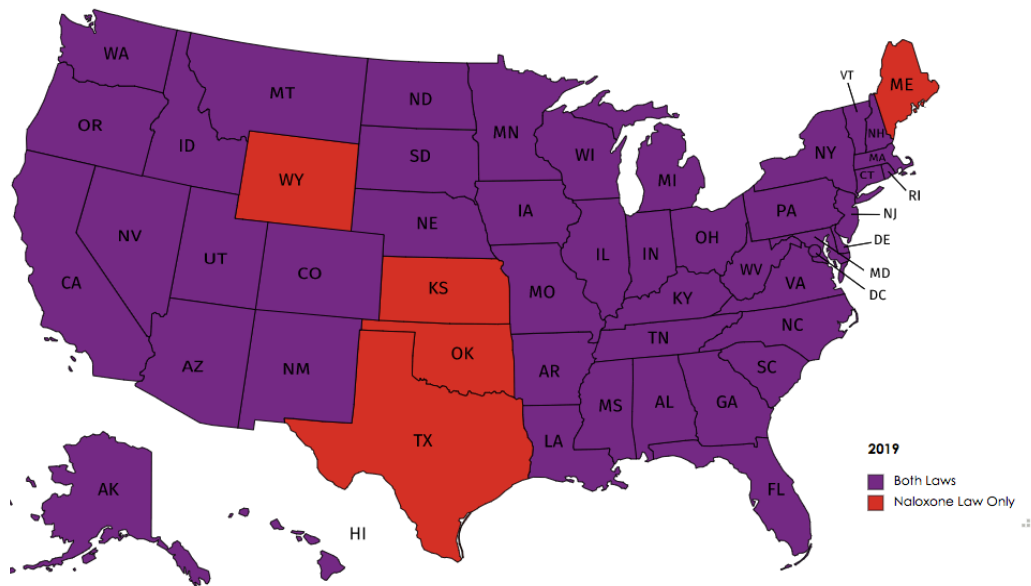 WA
OR
CA
NV
ID
MT
WY
UT
CO
AZ
NM
ND
SD
NE
KS
OK
TX
MN
IA
MO
AR
LA
WI
IL
MI
IN
OH
KY
TN
MS
AL
GA
FL
SC
NC
VA
WV
PA
NY
VT
NH
ME
MA
CT
RI
NJ
DE
MD
DC
AK
HI
2019
Both Laws
Naloxone Law Only